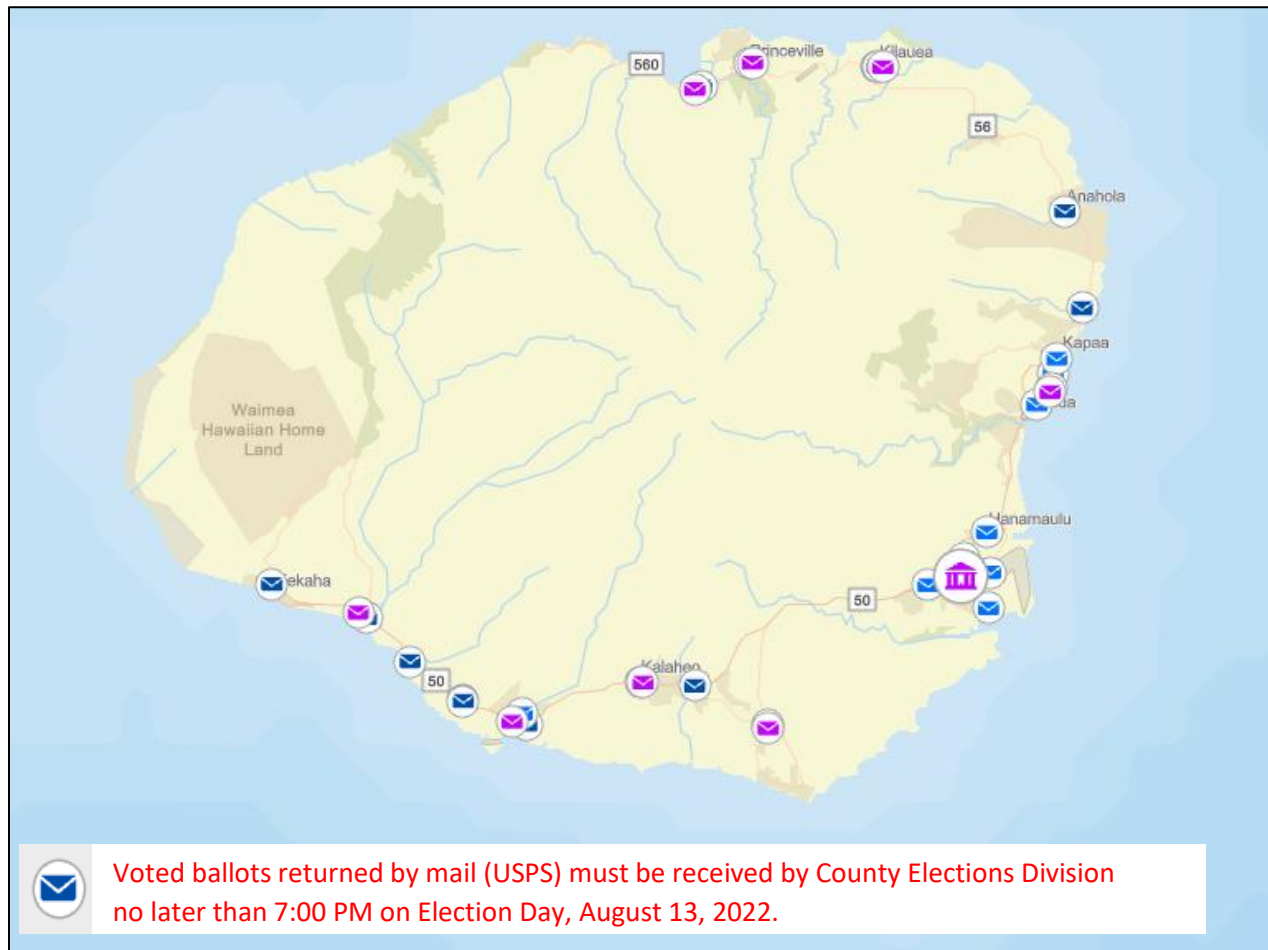 560
Princeville
Kilauea
56
Anahola
Kapaa
Waimea
Hawaiian Home
Land
Hanamaulu
50
ekaha
Kalaheo
50
Voted ballots returned by mail (USPS) must be received by County Elections Division
no later than 7:00 PM on Election Day, August 13, 2022.